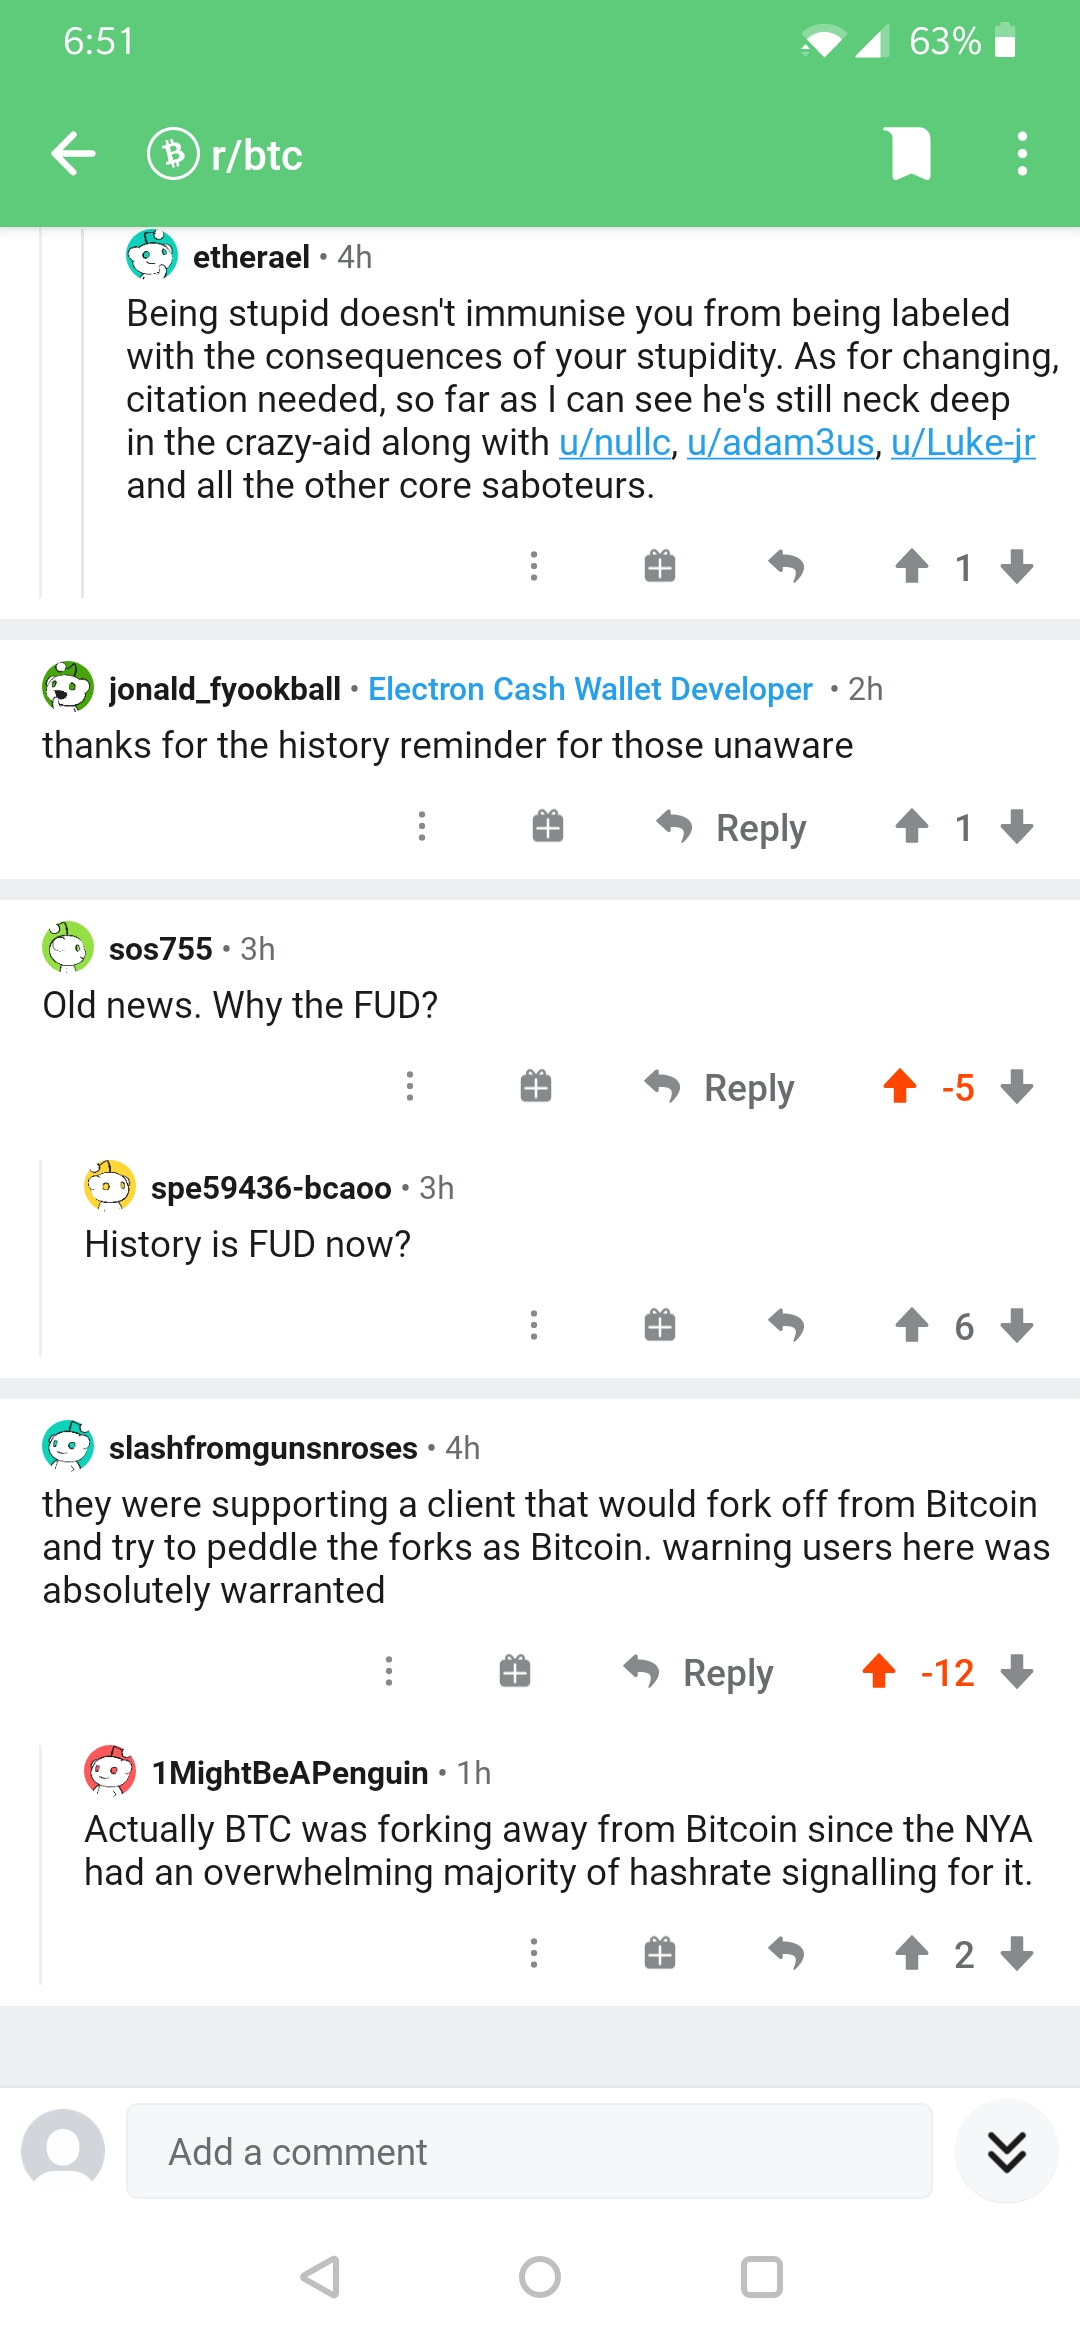 6:51
63%
r/btc
etherael • 4h
Being stupid doesn't immunise you from being labeled
with the consequences of your stupidity. As for changing,
citation needed, so far as I can see he's still neck deep
in the crazy-aid along with u/nullc, u/adam3us, u/Luke-jr
and all the other core saboteurs.
1
jonald_fyookball • Electron Cash Wallet Developer • 2h
thanks for the history reminder for those unaware
Reply 1
sos755 • 3h
Old news. Why the FUD?
Reply -5
spe59436-bcaoo • 3h
History is FUD now?
6
slashfromgunsnroses • 4h
they were supporting a client that would fork off from Bitcoin
and try to peddle the forks as Bitcoin. warning users here was
absolutely warranted
Reply -12
1MightBeAPenguin • 1h
Actually BTC was forking away from Bitcoin since the NYA
had an overwhelming majority of hashrate signalling for it.
2
Add a comment